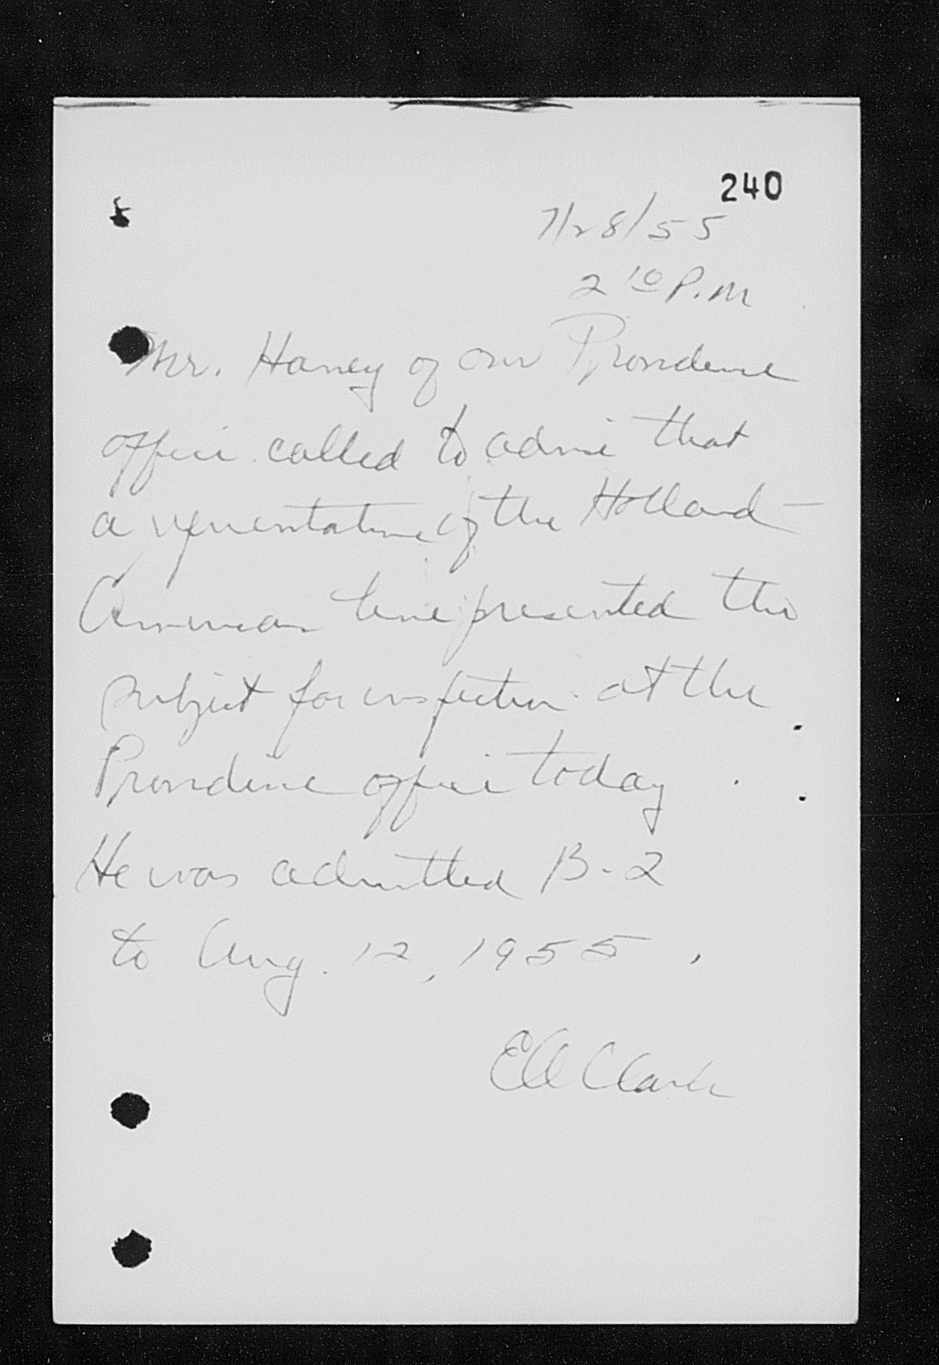 240
7/28/55
2 10 P.M
Mr. Haney of our Providence
office called to advise that
a representative of the Holland-
American Line presented the
subject for inspection at the
Providence office today
He was admitted B-2
to Aug. 12, 1955.
EA Clark